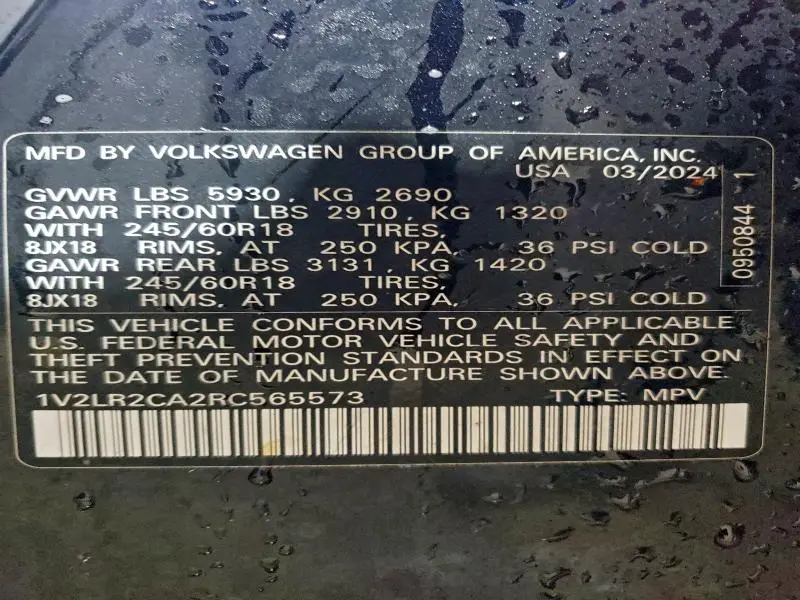 MFD BY VOLKSWAGEN GROUP OF AMERICA, INC.
USA 03/2024
GVWR LBS 5930, KG 2690
GAWR FRONT LBS 2910, KG 1320
WITH 245/60R18 TIRES,
8JX18 RIMS, AT 250 KPA, 36 PSI COLD
GAWR REAR LBS 3131, KG 1420
WITH 245/60R18 TIRES,
8JX18 RIMS, AT 250 KPA, 36 PSI COLD
0950844 1
THIS VEHICLE CONFORMS TO ALL APPLICABLE
U.S. FEDERAL MOTOR VEHICLE SAFETY AND
THEFT PREVENTION STANDARDS IN EFFECT ON
THE DATE OF MANUFACTURE SHOWN ABOVE.
1V2LR2CA2RC565573 TYPE: MPV